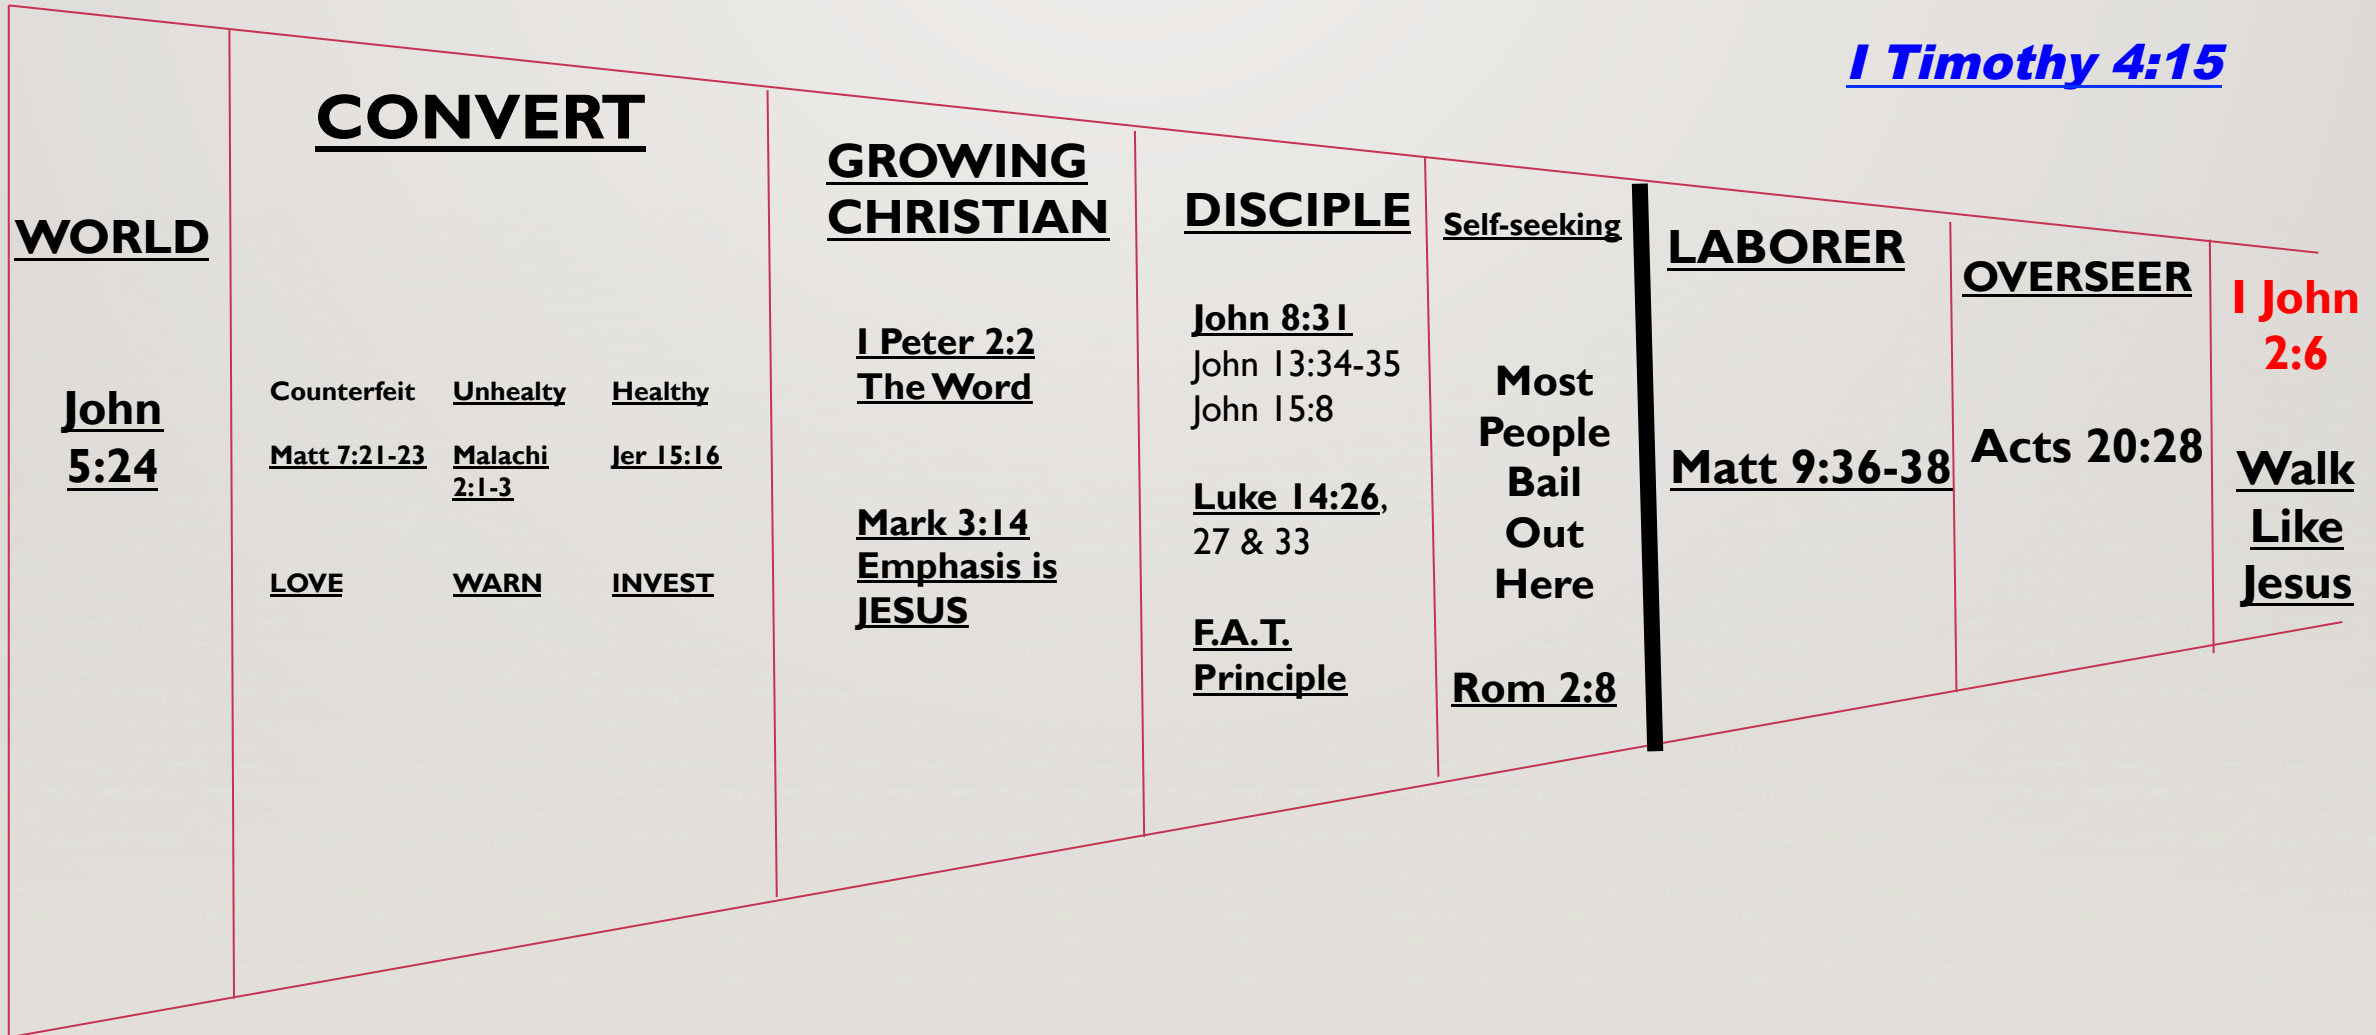 I Timothy 4:15
WORLD
John
5:24
CONVERT
Counterfeit
Matt 7:21-23
LOVE
Unhealty
Malachi
2:1-3
WARN
Healthy
Jer 15:16
INVEST
GROWING
CHRISTIAN
I Peter 2:2
The Word
Mark 3:14
Emphasis is
JESUS
DISCIPLE
John 8:31
John 13:34-35
John 15:8
Luke 14:26,
27 & 33
F.A.T.
Principle
Self-seeking
Most
People
Bail
Out
Here
Rom 2:8
LABORER
Matt 9:36-38
OVERSEER
Acts 20:28
I John
2:6
Walk
Like
Jesus